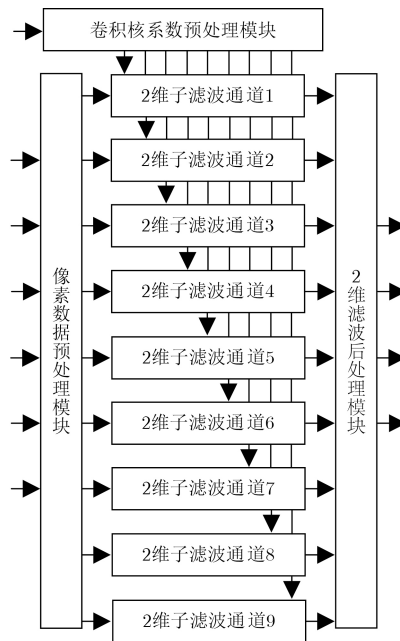 卷积核系数预处理模块
2维子滤波通道1
2维子滤波通道2
2维子滤波通道3
2维子滤波通道4
2维子滤波通道5
2维子滤波通道6
2维子滤波通道7
2维子滤波通道8
2维子滤波通道9
像素数据预处理模块
2维滤波后处理模块